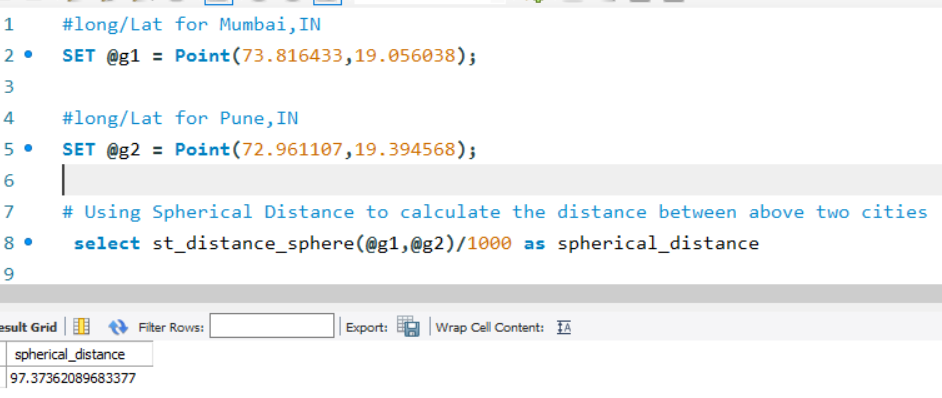 1 #long/Lat for Mumbai,IN
2 SET @g1 = Point(73.816433,19.056038);
3
4 #long/Lat for Pune,IN
5 SET @g2 = Point(72.961107,19.394568);
6
7 # Using Spherical Distance to calculate the distance between above two cities
8 select st_distance_sphere(@g1,@g2)/1000 as spherical_distance
9
esult Grid Filter Rows: Export: Wrap Cell Content: IA
spherical_distance
97.37362089683377